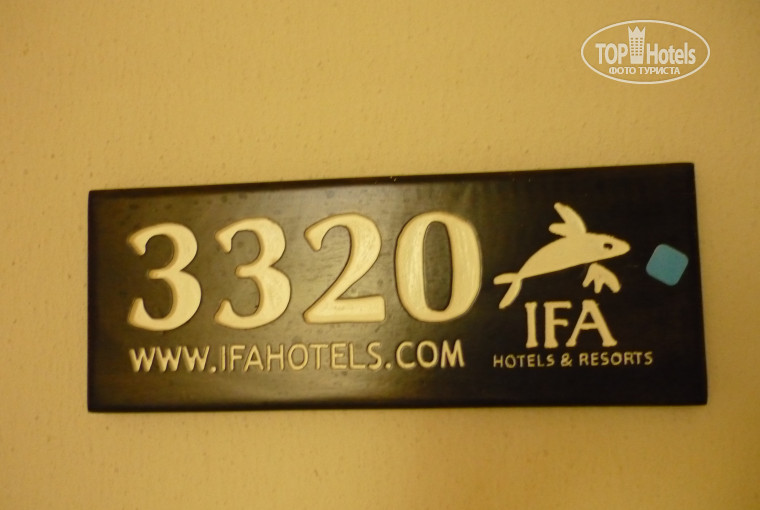 TOP Hotels
ФОТО ТУРИСТА
3320
WWW.IFAHOTELS.COM
IFA
HOTELS & RESORTS